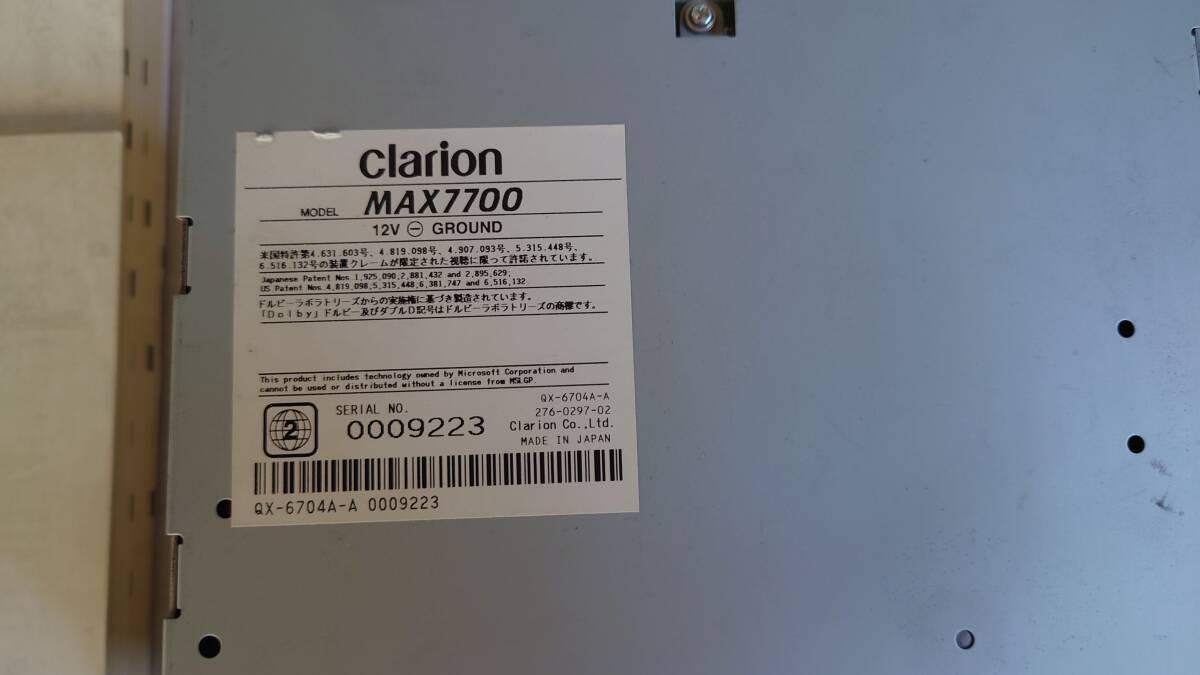 clarion
MODEL MAX7700
12V ⊖ GROUND
米国特許第4.631.603号、4.819.098号、4.907.093号、5.315.448号、
6.516.132号の装置クレームが限定された視聴に限って許諾されています。
Japanese Patent Nos 1,925,090,2,881,432 and 2,895,629;
US Patent Nos 4,819,098,5,315,448;6,381,747 and 6,516,132
ドルビーラボラトリーズからの実施権に基づき製造されています。
「Dolby」ドルビー及びダブルD記号はドルビーラボラトリーズの商標です。
This product includes technology owned by Microsoft Corporation and
cannot be used or distributed without a license from MSLGP.
2
SERIAL NO.
0009223
QX-6704A-A
276-0297-02
Clarion Co.,Ltd.
MADE IN JAPAN
QX-6704A-A 0009223